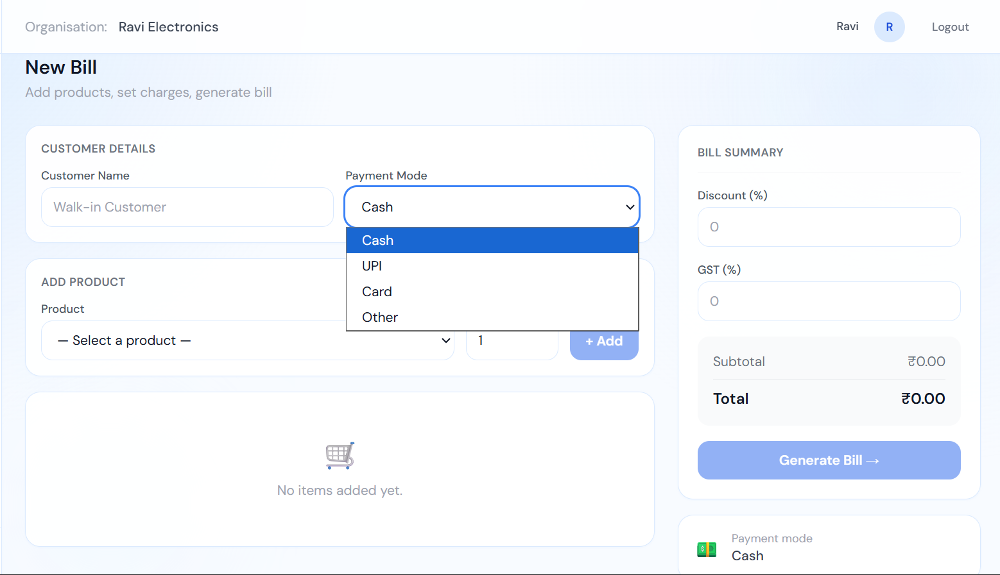 Organisation: Ravi Electronics
Ravi
R
Logout
New Bill
Add products, set charges, generate bill
CUSTOMER DETAILS
Customer Name
Walk-in Customer
Payment Mode
Cash
Cash
UPI
Card
Other
ADD PRODUCT
Product
— Select a product —
1
+ Add
No items added yet.
BILL SUMMARY
Discount (%)
0
GST (%)
0
Subtotal ₹0.00
Total ₹0.00
Generate Bill →
Payment mode
Cash